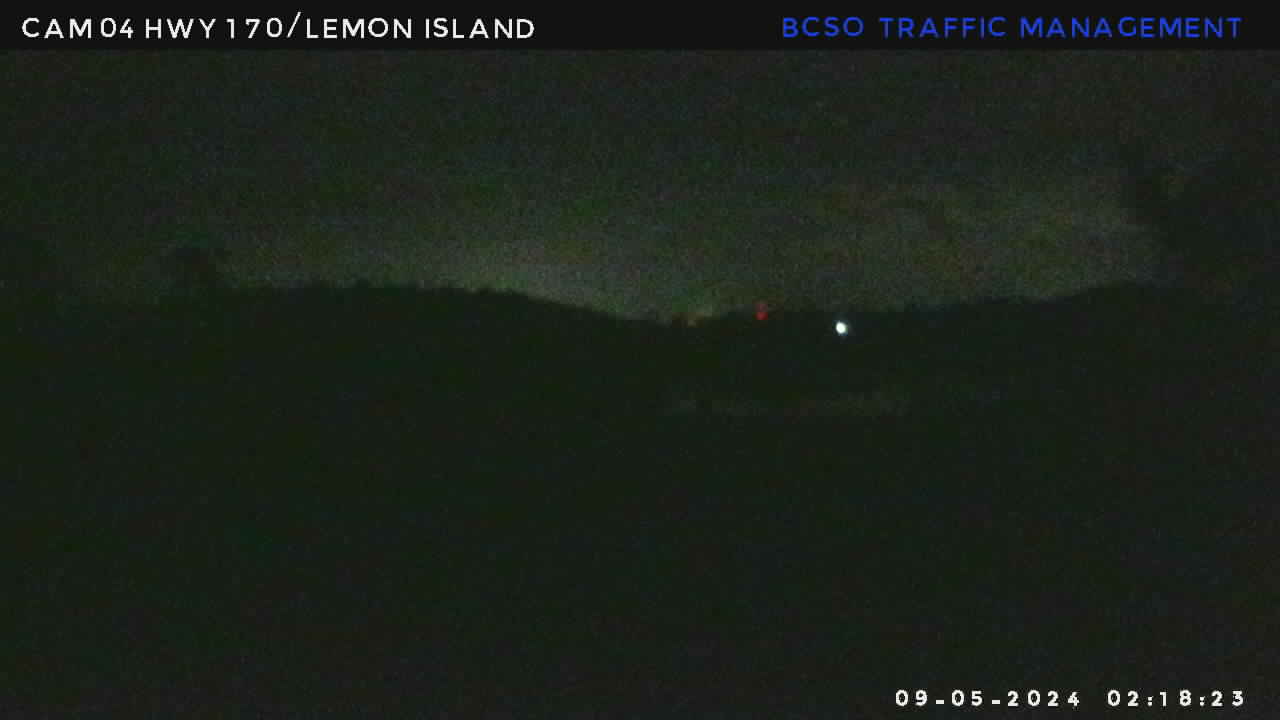 CAM04 HWY 170/LEMON ISLAND
BCSO TRAFFIC MANAGEMENT
09-05-2024 02:18:23